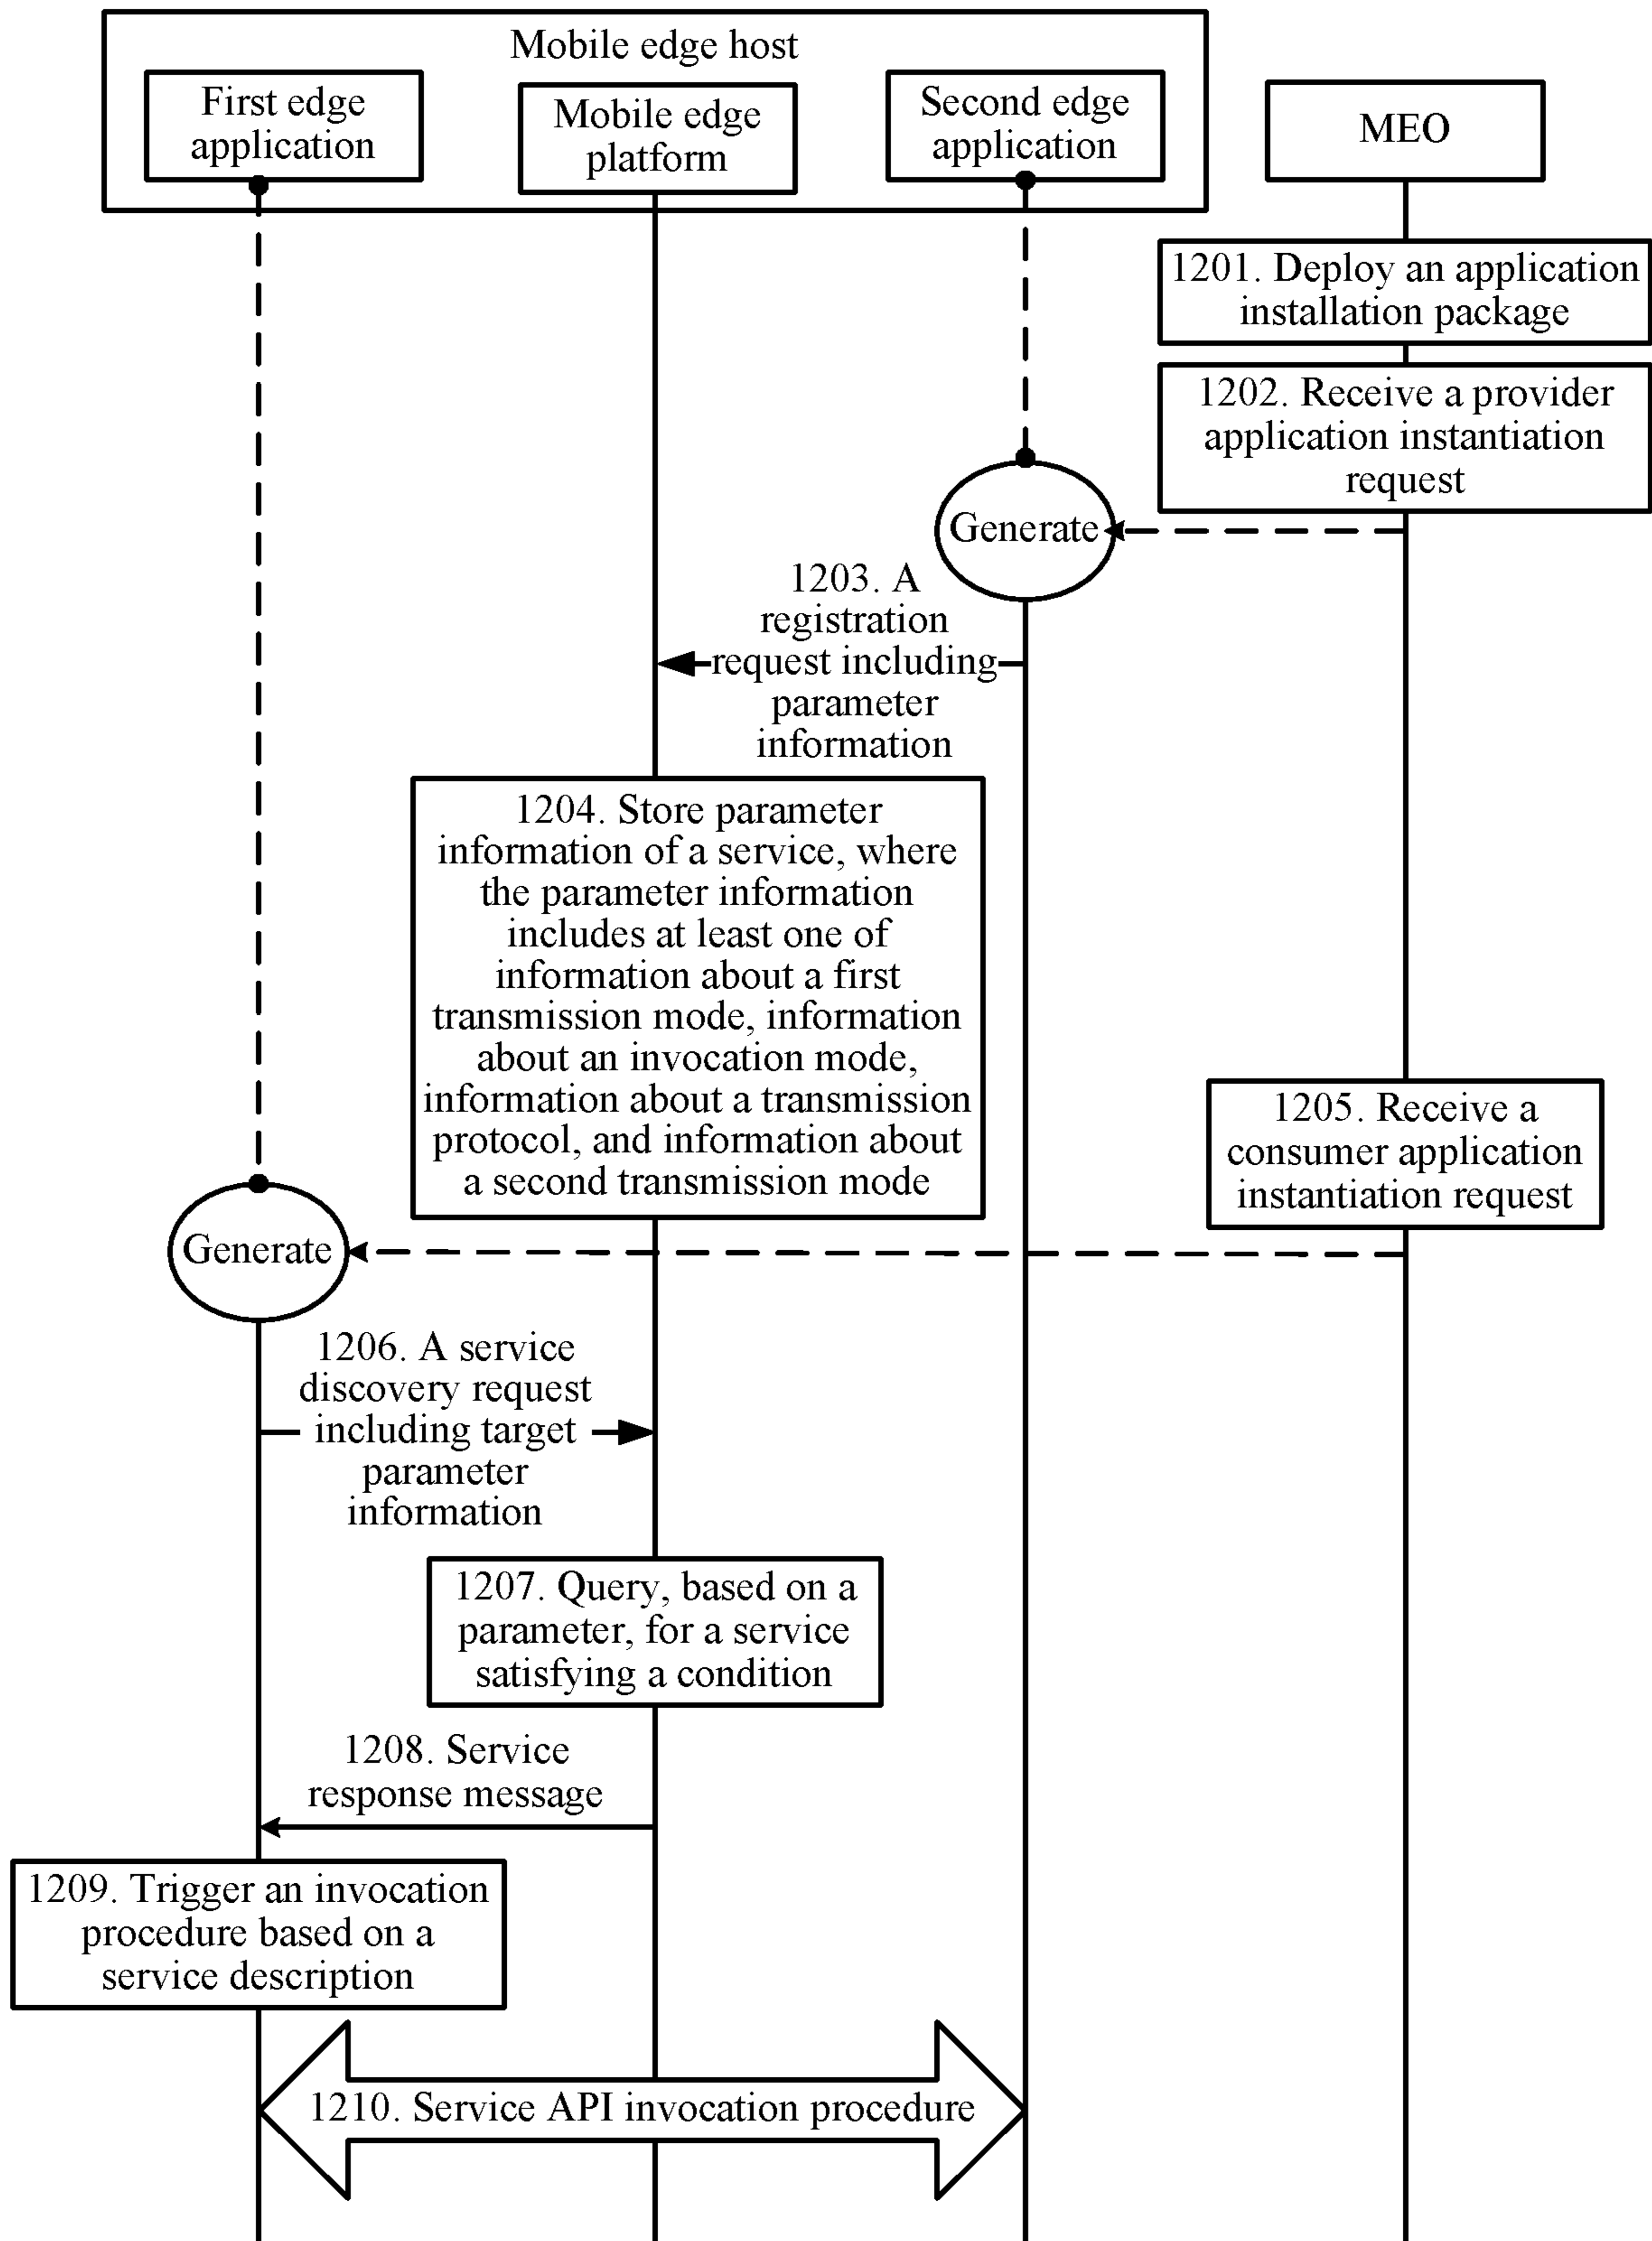 Mobile edge host
First edge
application
Mobile edge
platform
Second edge
application
MEO
1201. Deploy an application
installation package
1202. Receive a provider
application instantiation
request
Generate
1203. A
registration
request including
parameter
information
1204. Store parameter
information of a service, where
the parameter information
includes at least one of
information about a first
transmission mode, information
about an invocation mode,
information about a transmission
protocol, and information about
a second transmission mode
1205. Receive a
consumer application
instantiation request
Generate
1206. A service
discovery request
including target
parameter
information
1207. Query, based on a
parameter, for a service
satisfying a condition
1208. Service
response message
1209. Trigger an invocation
procedure based on a
service description
1210. Service API invocation procedure